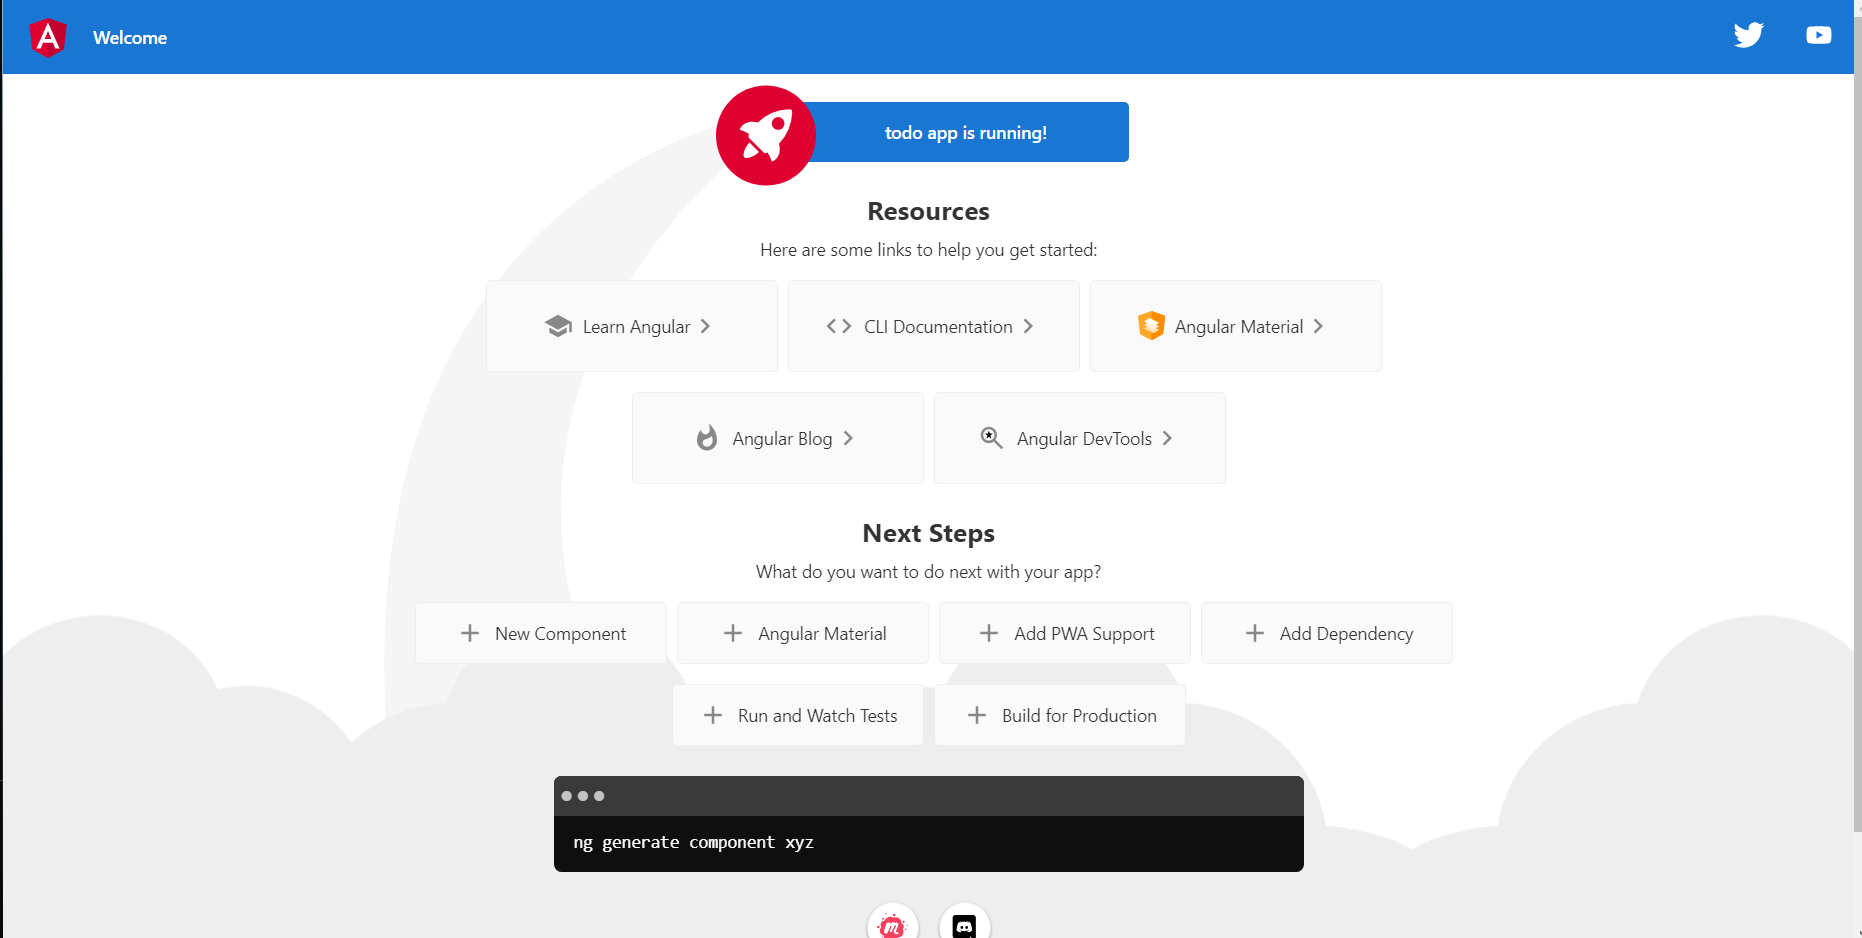 Welcome
todo app is running!
Resources
Here are some links to help you get started:
Learn Angular
CLI Documentation
Angular Material
Angular Blog
Angular DevTools
Next Steps
What do you want to do next with your app?
New Component
Angular Material
Add PWA Support
Add Dependency
Run and Watch Tests
Build for Production
ng generate component xyz